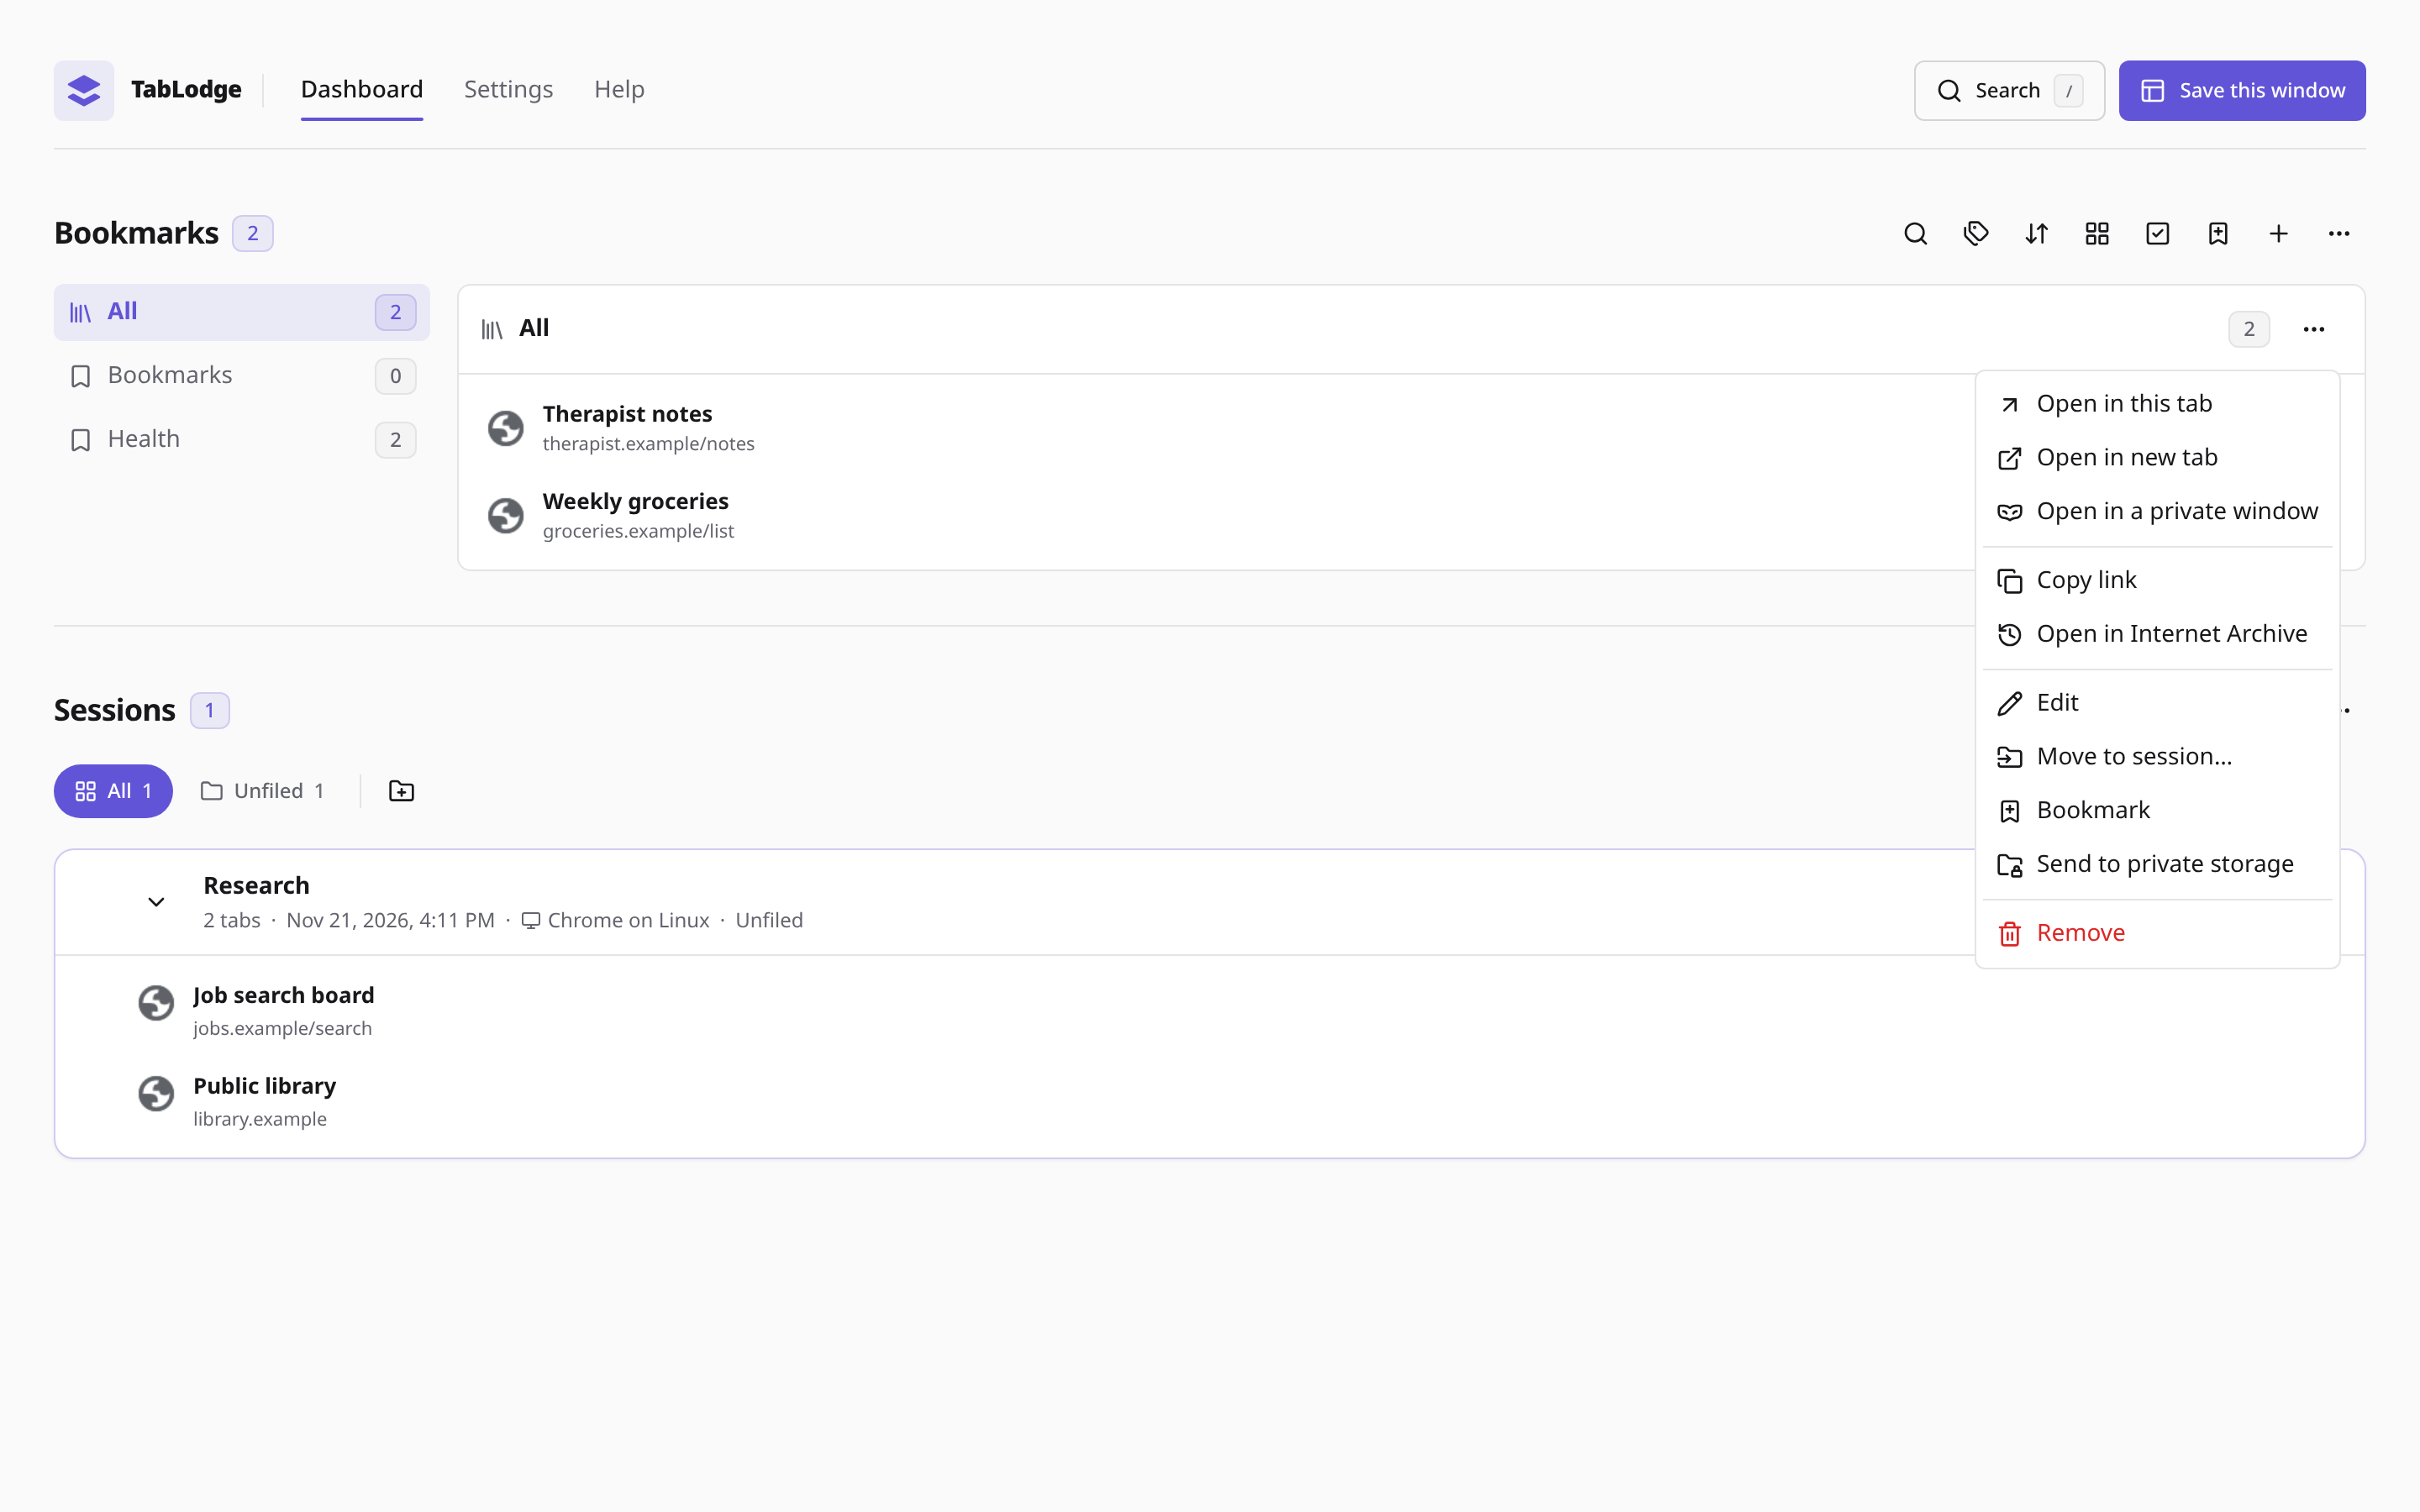 TabLodge
Dashboard
Settings
Help
Search /
Save this window
Bookmarks 2
All 2
Bookmarks 0
Health 2
All 2
Therapist notes
therapist.example/notes
Weekly groceries
groceries.example/list
Open in this tab
Open in new tab
Open in a private window
Copy link
Open in Internet Archive
Edit
Move to session...
Bookmark
Send to private storage
Remove
Sessions 1
All 1
Unfiled 1
Research
2 tabs · Nov 21, 2026, 4:11 PM · Chrome on Linux · Unfiled
Job search board
jobs.example/search
Public library
library.example